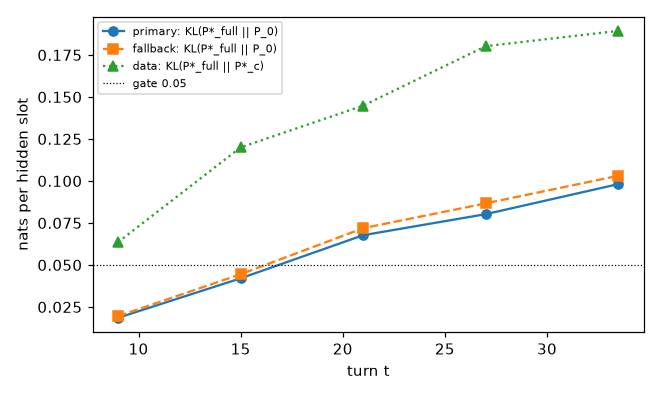 primary: KL(P*_full || P_0)
fallback: KL(P*_full || P_0)
data: KL(P*_full || P*_c)
gate 0.05
nats per hidden slot
0.175
0.150
0.125
0.100
0.075
0.050
0.025
10 15 20 25 30
turn t